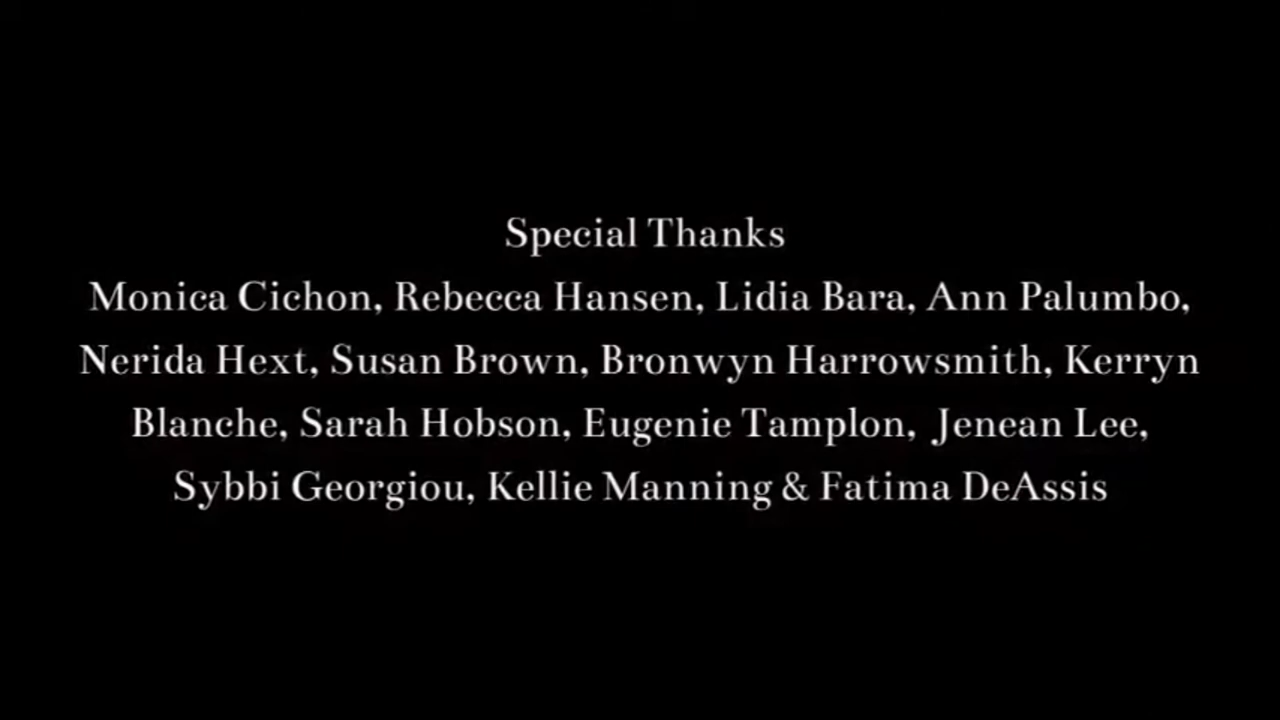 Special Thanks
Monica Cichon, Rebecca Hansen, Lidia Bara, Ann Palumbo,
Nerida Hext, Susan Brown, Bronwyn Harrowsmith, Kerryn
Blanche, Sarah Hobson, Eugenie Tamplon, Jenean Lee,
Sybbi Georgiou, Kellie Manning & Fatima DeAssis